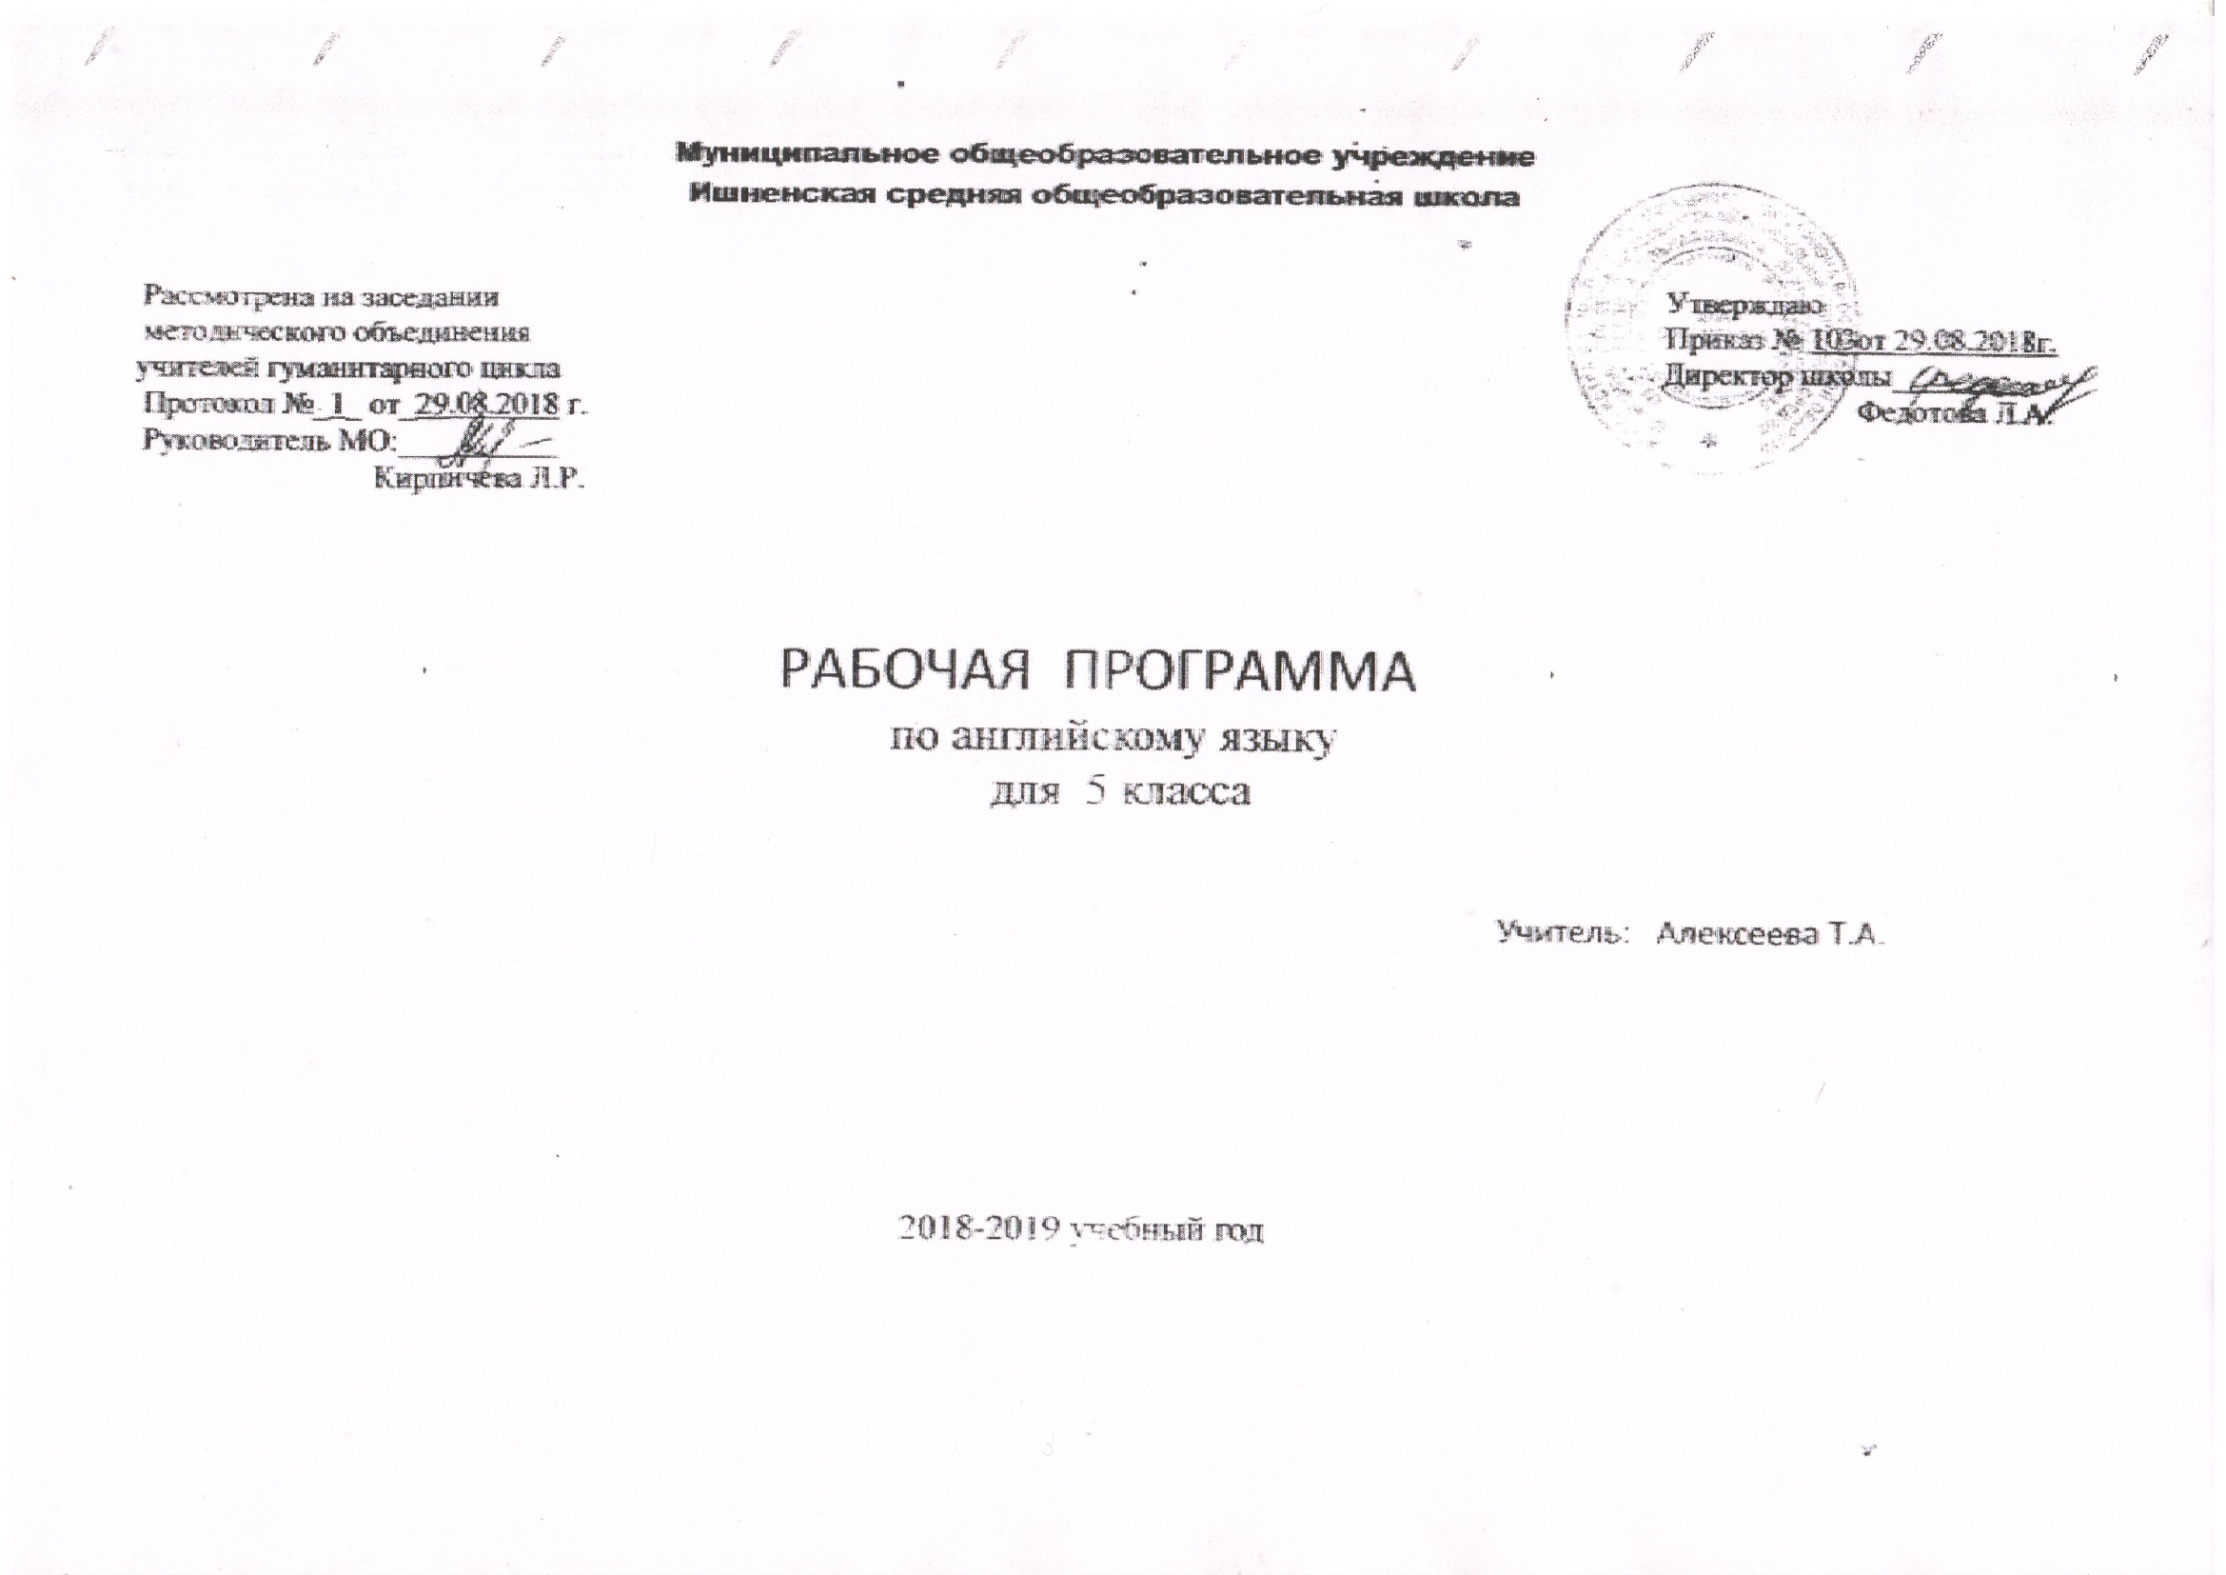 Муниципальное общеобразовательное учреждение
Ишненская средняя общеобразовательная школа
Рассмотрена на заседании
методического объединения
учителей гуманитарного цикла
Протокол № 1 от 29.08.2018 г.
Руководитель МО:
Кирпичёва Л.Р.
Утверждаю
Приказ № от 29.08.2018г.
Директор школы
Федотова Л.А.
РАБОЧАЯ ПРОГРАММА
по английскому языку
для 5 класса
Учитель: Алексеева Т.А.
2018-2019 учебный год